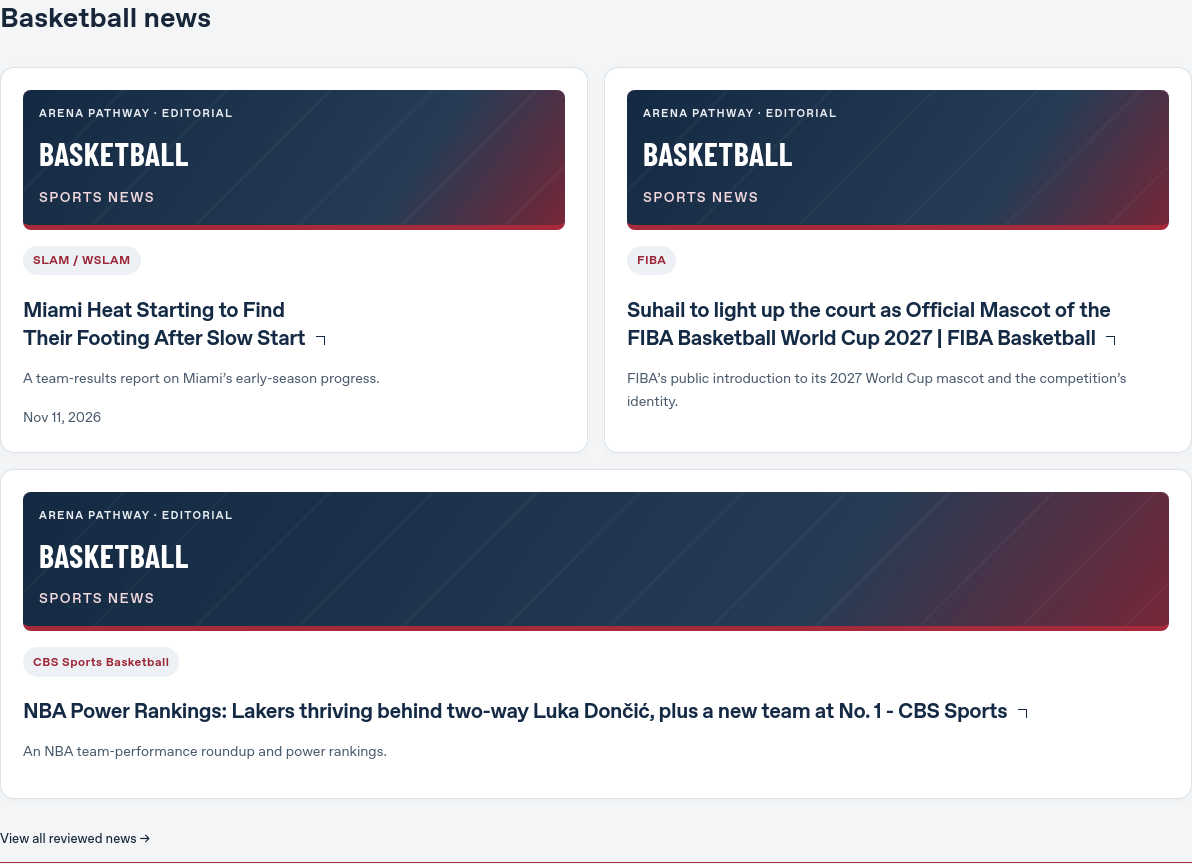 Basketball news
ARENA PATHWAY · EDITORIAL
BASKETBALL
SPORTS NEWS
SLAM / WSLAM
Miami Heat Starting to Find
Their Footing After Slow Start
A team-results report on Miami’s early-season progress.
Nov 11, 2026
ARENA PATHWAY · EDITORIAL
BASKETBALL
SPORTS NEWS
FIBA
Suhail to light up the court as Official Mascot of the
FIBA Basketball World Cup 2027 | FIBA Basketball
FIBA’s public introduction to its 2027 World Cup mascot and the competition’s
identity.
ARENA PATHWAY · EDITORIAL
BASKETBALL
SPORTS NEWS
CBS Sports Basketball
NBA Power Rankings: Lakers thriving behind two-way Luka Dončić, plus a new team at No. 1 - CBS Sports
An NBA team-performance roundup and power rankings.
View all reviewed news →